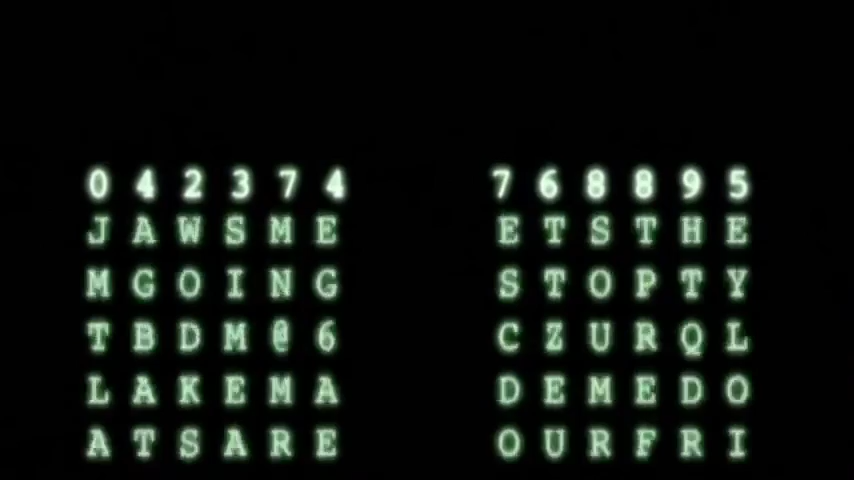 0 4 2 3 7 4 7 6 8 8 9 5
J A W S M E E T S T H E
M G O I N G S T O P T Y
T B D M @ 6 C Z U R Q L
L A K E M A D E M E D O
A T S A R E O U R F R I